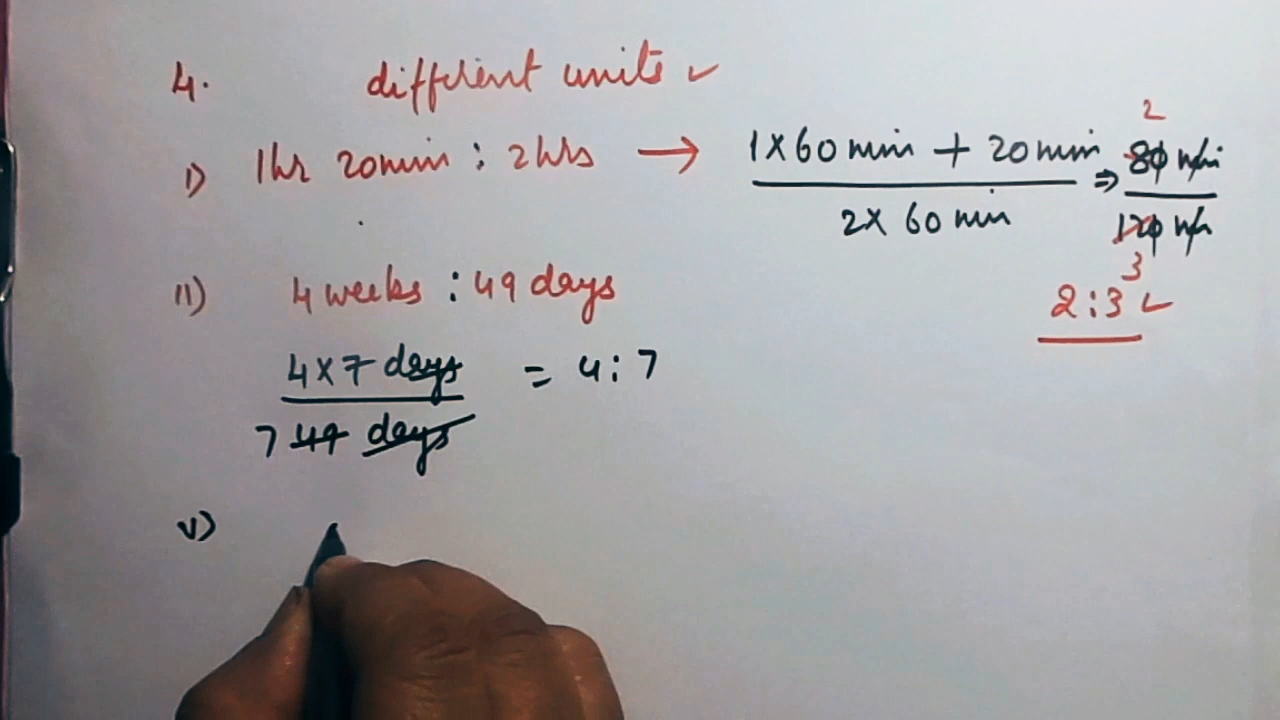 4. different units ✓
i) 1hr 20min : 2hrs → 1 x 60 min + 20 min / 2 x 60 min ⇒ 80 min / 120 min
2
3
2 : 3 ✓
ii) 4 weeks : 49 days
4 x 7 days / 49 days = 4 : 7
7
v)